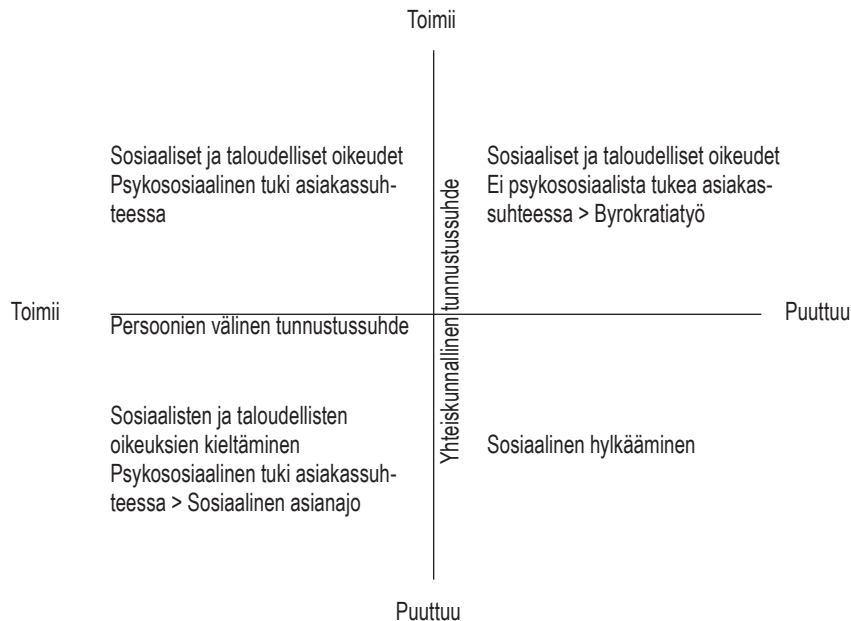 Toimii
Sosiaaliset ja taloudelliset oikeudet
Psykososiaalinen tuki asiakassuh-
teessa
Sosiaaliset ja taloudelliset oikeudet
Ei psykososiaalista tukea asiakas-
suhteessa > Byrokratiatyö
Yhteiskunnallinen tunnustussuhde
Toimii
Persoonien välinen tunnustussuhde
Puuttuu
Sosiaalisten ja taloudellisten
oikeuksien kieltäminen
Psykososiaalinen tuki asiakassuh-
teessa > Sosiaalinen asianajo
Sosiaalinen hylkääminen
Puuttuu